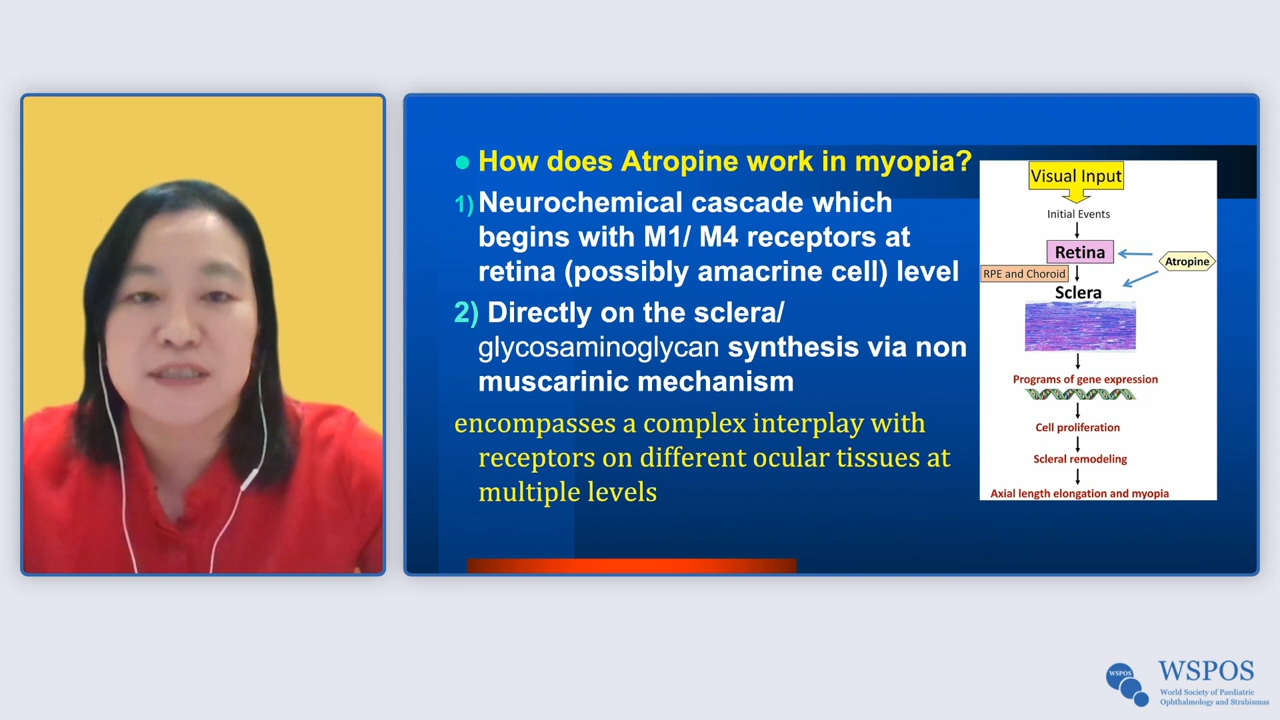 How does Atropine work in myopia?
1) Neurochemical cascade which
begins with M1/ M4 receptors at
retina (possibly amacrine cell) level
2) Directly on the sclera/
glycosaminoglycan synthesis via non
muscarinic mechanism
encompasses a complex interplay with
receptors on different ocular tissues at
multiple levels
Visual Input
Initial Events
Retina
Atropine
RPE and Choroid
Sclera
Programs of gene expression
Cell proliferation
Scleral remodeling
Axial length elongation and myopia
WSPOS
WSPOS
World Society of Paediatric
Ophthalmology and Strabismus